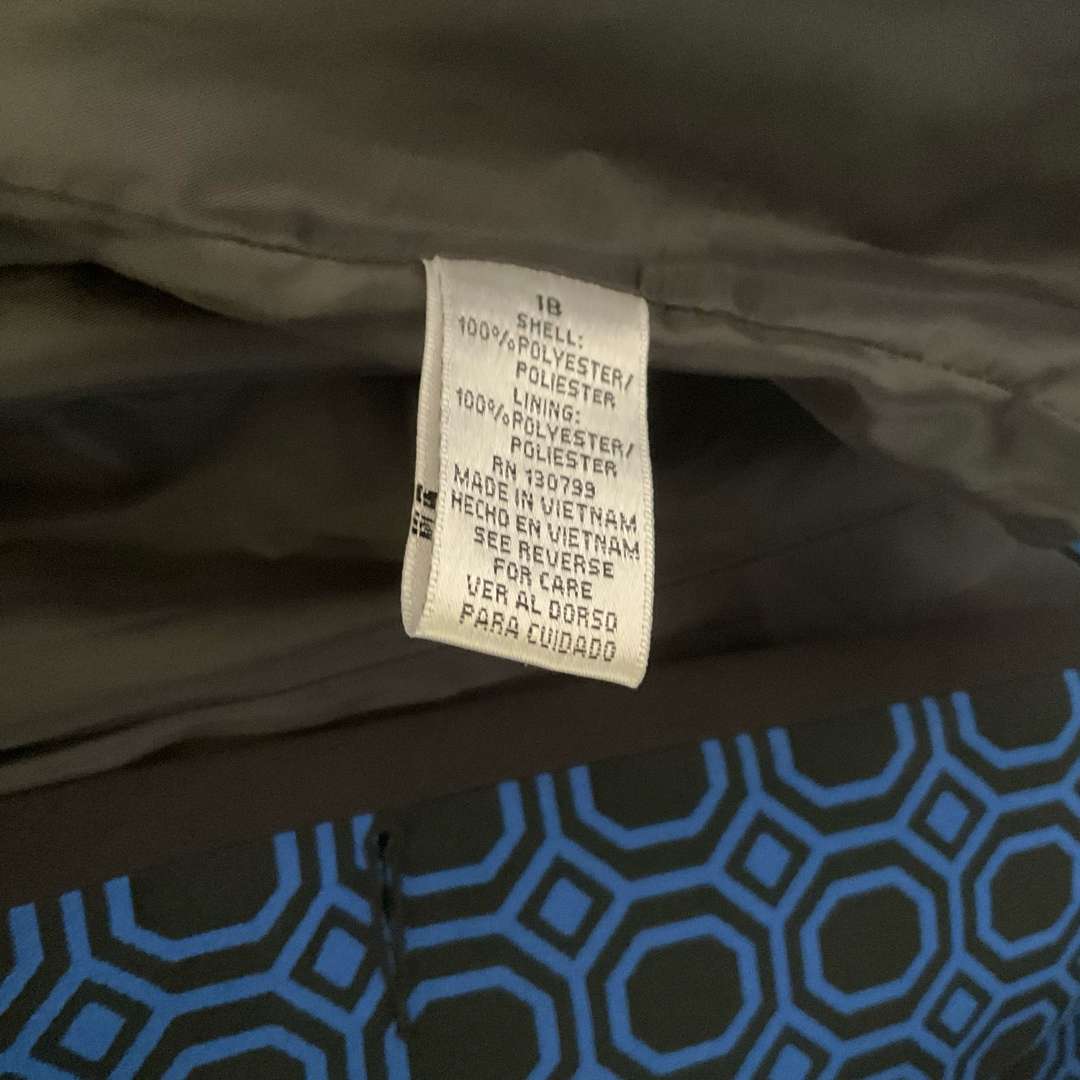 18
SHELL:
100%POLYESTER/
POLIESTER
LINING:
100%POLYESTER/
POLIESTER
RN 130799
MADE IN VIETNAM
HECHO EN VIETNAM
SEE REVERSE
FOR CARE
VER AL DORSO
PARA CUIDADO